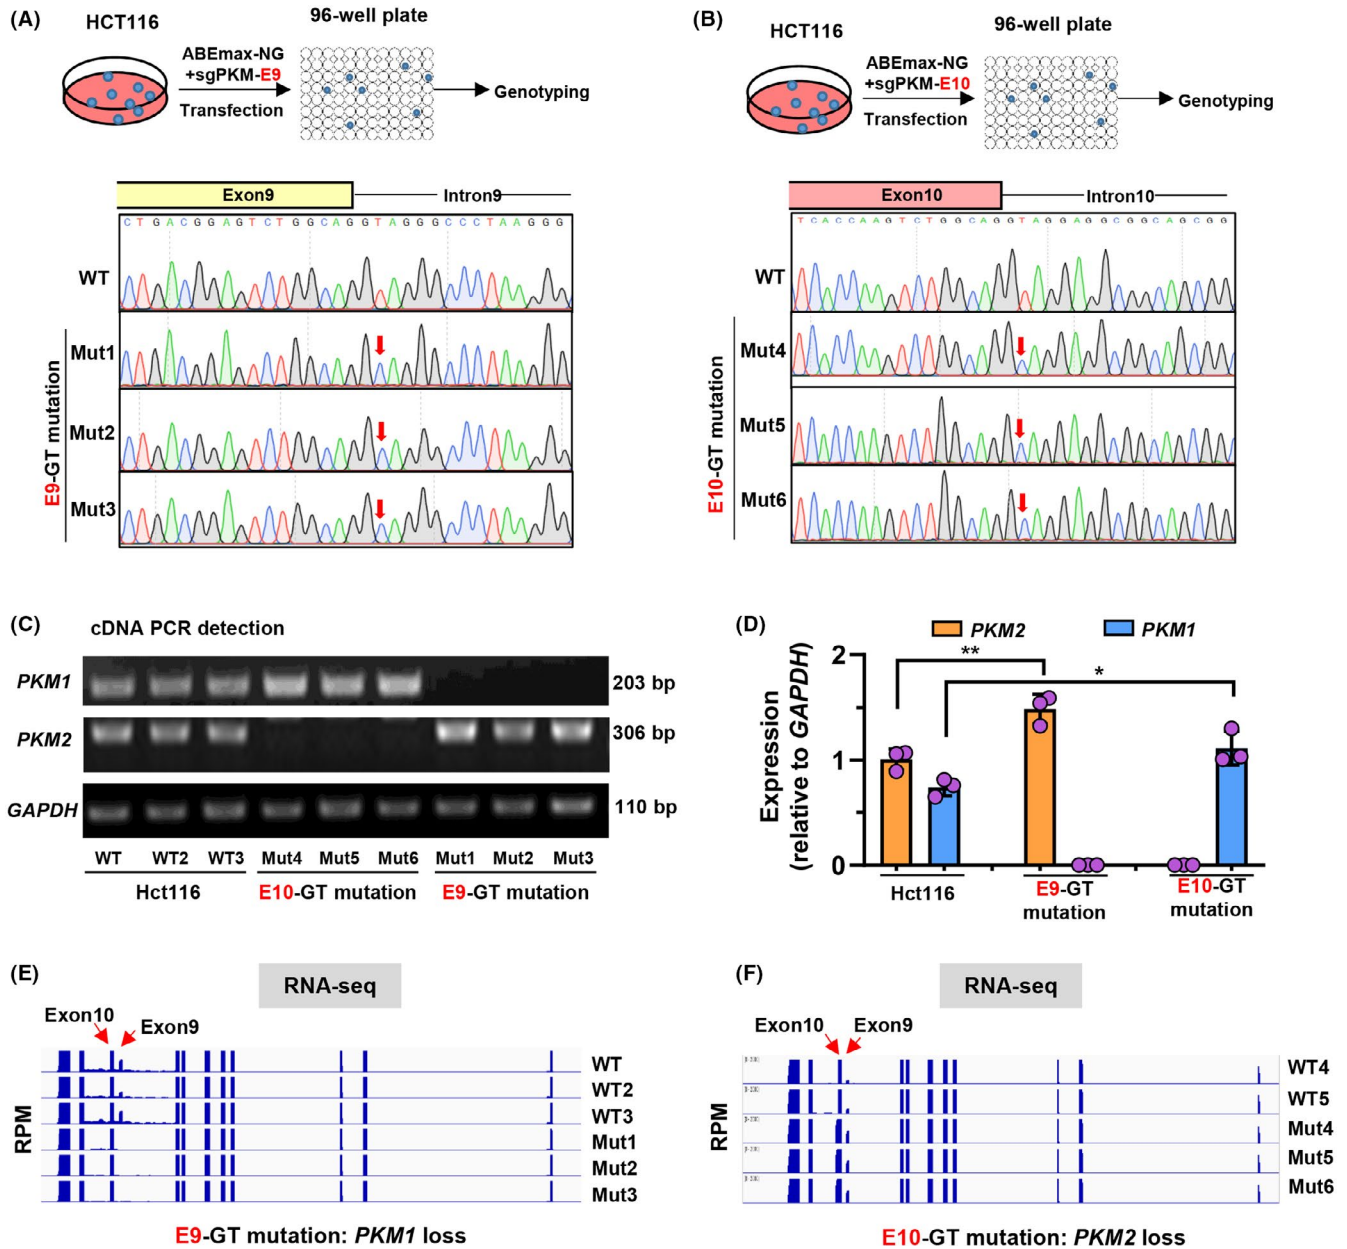 (A)
HCT116
96-well plate
ABEmax-NG
+sgPKM-E9
Transfection
Genotyping
Exon9
Intron9
C T G A C G G A G T C T G G C A G G T A G G G C C C T A A G G G
WT
Mut1
Mut2
Mut3
E9-GT mutation
(B)
HCT116
96-well plate
ABEmax-NG
+sgPKM-E10
Transfection
Genotyping
Exon10
Intron10
T C A C C A A G T C T G G C A G G T A G G A G G C G G C A G C G G
WT
Mut4
Mut5
Mut6
E10-GT mutation
(C)
cDNA PCR detection
PKM1
203 bp
PKM2
306 bp
GAPDH
110 bp
WT WT2 WT3 Mut4 Mut5 Mut6 Mut1 Mut2 Mut3
Hct116 E10-GT mutation E9-GT mutation
(D)
PKM2 PKM1
Expression
(relative to GAPDH)
2
1
0
**
*
Hct116
E9-GT
mutation
E10-GT
mutation
(E)
RNA-seq
Exon10
Exon9
RPM
WT
WT2
WT3
Mut1
Mut2
Mut3
E9-GT mutation: PKM1 loss
(F)
RNA-seq
Exon10 Exon9
RPM
WT4
WT5
Mut4
Mut5
Mut6
E10-GT mutation: PKM2 loss